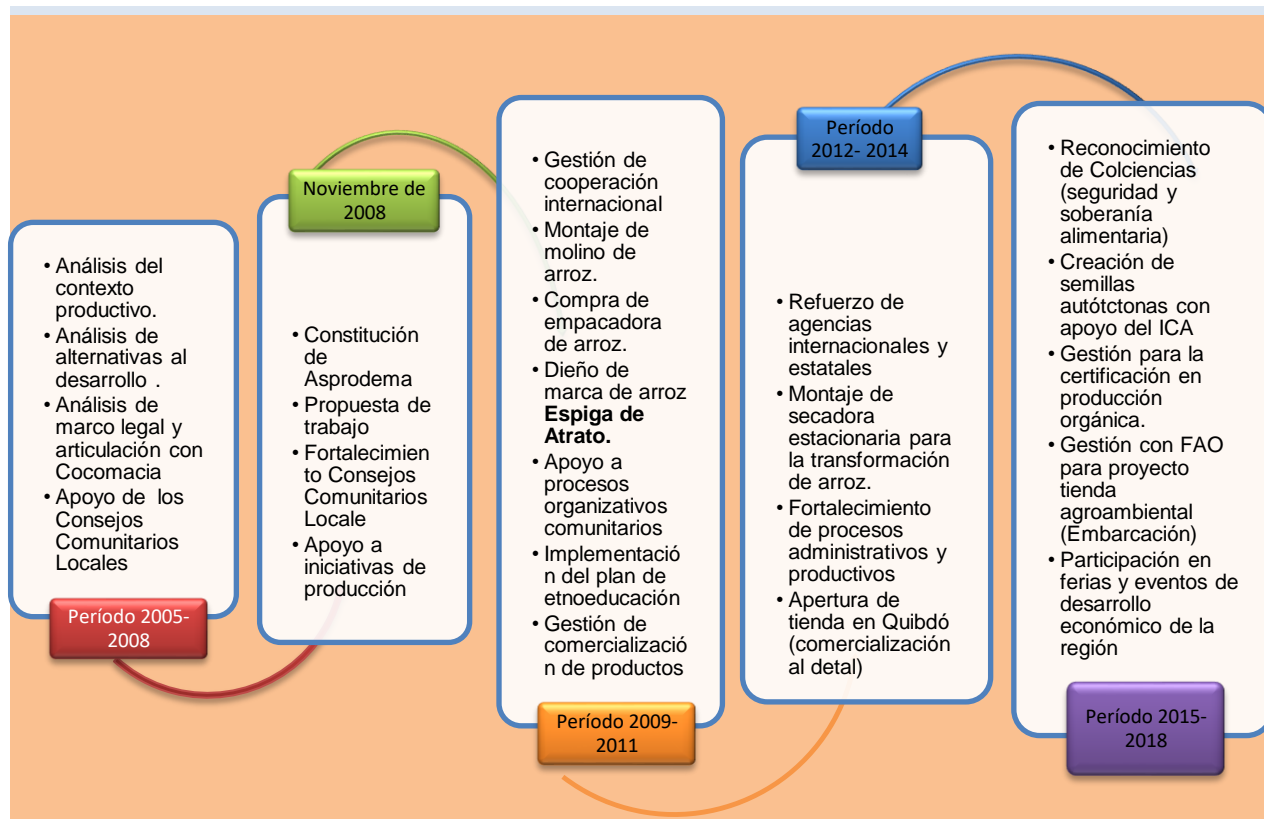 • Análisis del
contexto
productivo.
• Análisis de
alternativas al
desarrollo .
• Análisis de
marco legal y
articulación con
Cocomacia
• Apoyo de los
Consejos
Comunitarios
Locales
Período 2005-
2008
Noviembre de
2008
• Constitución
de
Asprodema
• Propuesta de
trabajo
• Fortalecimien
to Consejos
Comunitarios
Locale
• Apoyo a
iniciativas de
producción
• Gestión de
cooperación
internacional
• Montaje de
molino de
arroz.
• Compra de
empacadora
de arroz.
• Dieño de
marca de arroz
Espiga de
Atrato.
• Apoyo a
procesos
organizativos
comunitarios
• Implementació
n del plan de
etnoeducación
• Gestión de
comercializació
n de productos
Período 2009-
2011
Período
2012- 2014
• Refuerzo de
agencias
internacionales y
estatales
• Montaje de
secadora
estacionaria para
la transformación
de arroz.
• Fortalecimiento
de procesos
administrativos y
productivos
• Apertura de
tienda en Quibdó
(comercialización
al detal)
• Reconocimiento
de Colciencias
(seguridad y
soberanía
alimentaria)
• Creación de
semillas
autótctonas con
apoyo del ICA
• Gestión para la
certificación en
producción
orgánica.
• Gestión con FAO
para proyecto
tienda
agroambiental
(Embarcación)
• Participación en
ferias y eventos de
desarrollo
económico de la
región
Período 2015-
2018